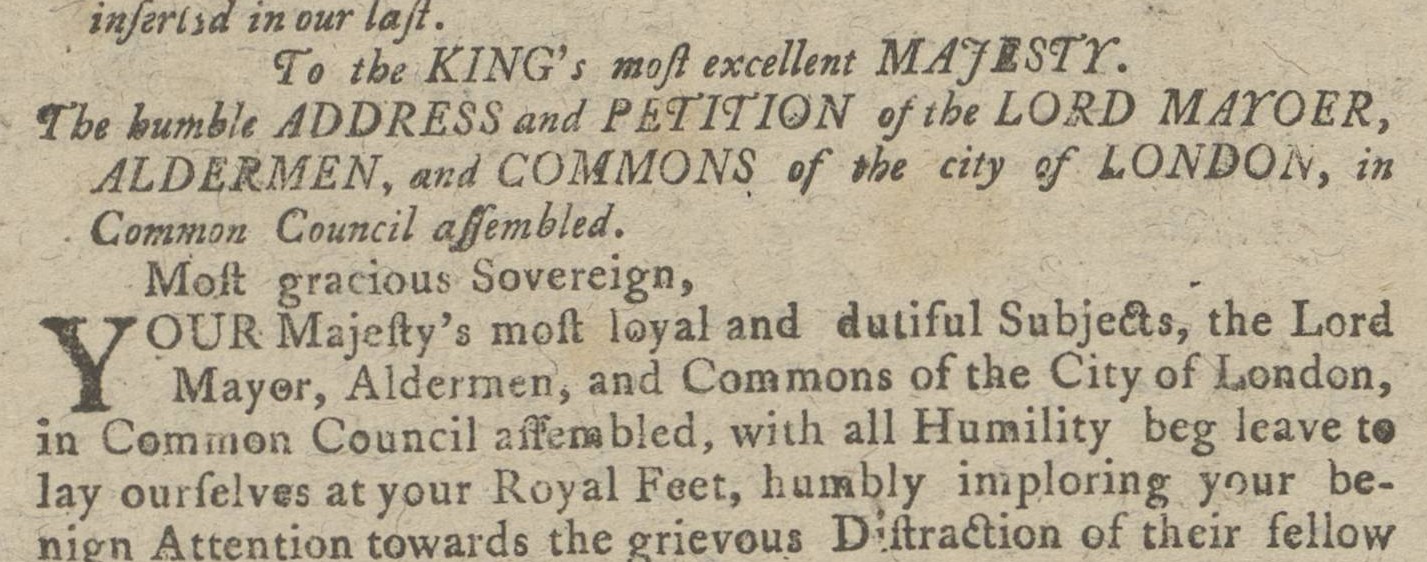 inſertıd in our laſt.
To the KING's moſt excellent MAJESTY.
The humble ADDRESS and PETITION of the LORD MAYOER,
ALDERMEN, and COMMONS of the city of LONDON, in
Common Council aſſembled.
Moſt gracious Sovereign,
YOUR Majeſty's moſt loyal and dutiful Subjects, the Lord
Mayor, Aldermen, and Commons of the City of London,
in Common Council aſſembled, with all Humility beg leave to
lay ourſelves at your Royal Feet, humbly imploring your be-
nign Attention towards the grievous Diſtraction of their fellow